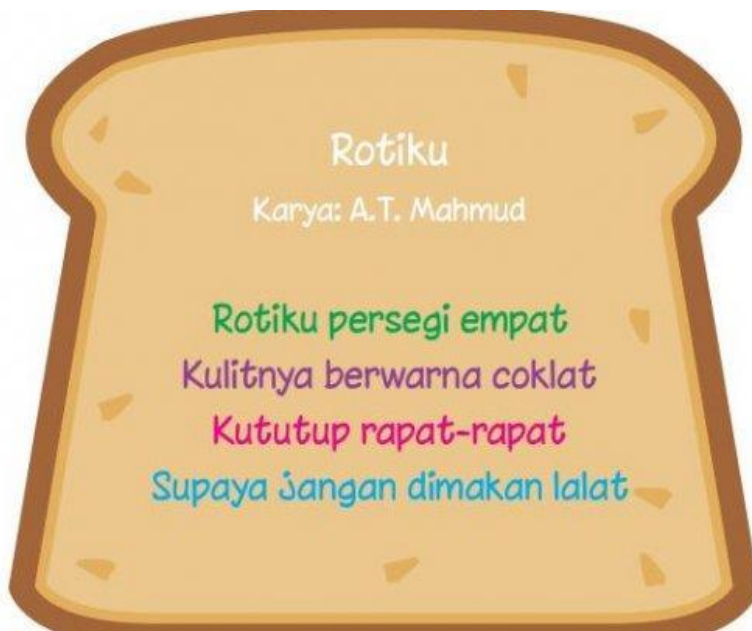 Rotiku
Karya: A.T. Mahmud
Rotiku persegi empat
Kulitnya berwarna coklat
Kututup rapat-rapat
Supaya jangan dimakan lalat